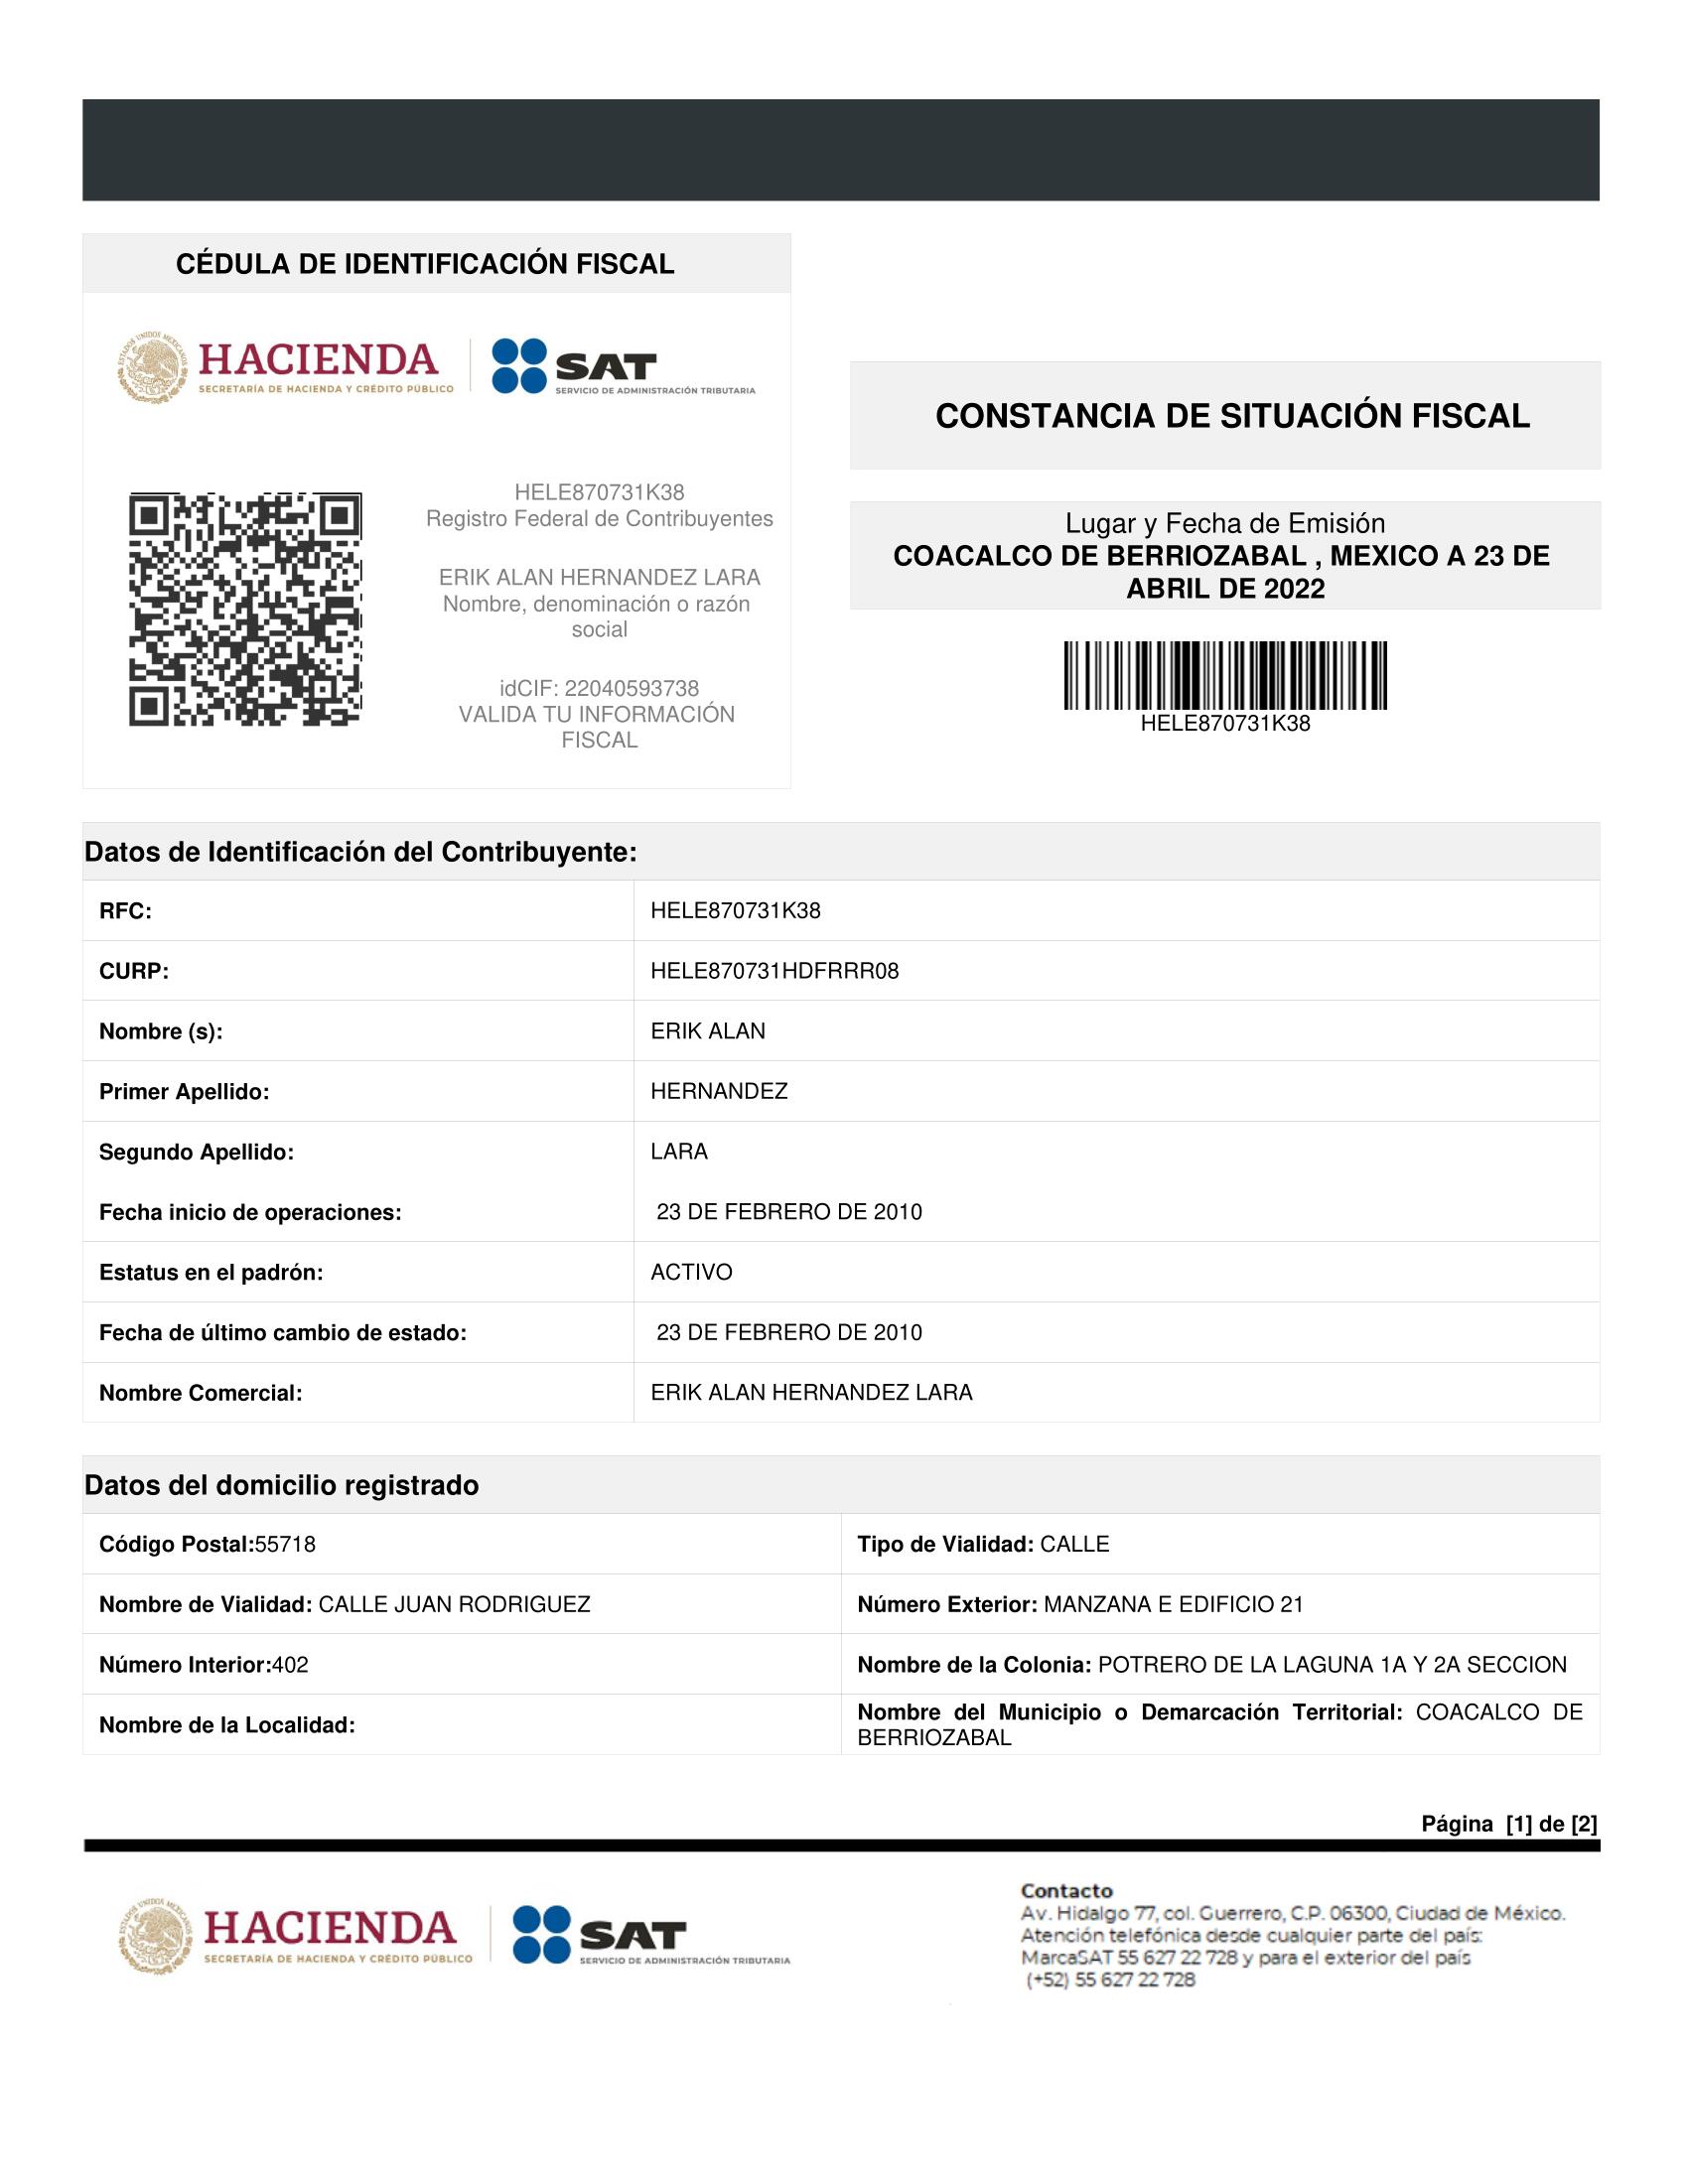 CÉDULA DE IDENTIFICACIÓN FISCAL
HACIENDA
SECRETARÍA DE HACIENDA Y CRÉDITO PÚBLICO
SAT
SERVICIO DE ADMINISTRACIÓN TRIBUTARIA
ESTADOS UNIDOS MEXICANOS
HELE870731K38
Registro Federal de Contribuyentes
ERIK ALAN HERNANDEZ LARA
Nombre, denominación o razón
social
idCIF: 22040593738
VALIDA TU INFORMACIÓN
FISCAL
CONSTANCIA DE SITUACIÓN FISCAL
Lugar y Fecha de Emisión
COACALCO DE BERRIOZABAL , MEXICO A 23 DE
ABRIL DE 2022
HELE870731K38
Datos de Identificación del Contribuyente:
RFC: HELE870731K38
CURP: HELE870731HDFRRR08
Nombre (s): ERIK ALAN
Primer Apellido: HERNANDEZ
Segundo Apellido: LARA
Fecha inicio de operaciones: 23 DE FEBRERO DE 2010
Estatus en el padrón: ACTIVO
Fecha de último cambio de estado: 23 DE FEBRERO DE 2010
Nombre Comercial: ERIK ALAN HERNANDEZ LARA
Datos del domicilio registrado
Código Postal:55718 Tipo de Vialidad: CALLE
Nombre de Vialidad: CALLE JUAN RODRIGUEZ Número Exterior: MANZANA E EDIFICIO 21
Número Interior:402 Nombre de la Colonia: POTRERO DE LA LAGUNA 1A Y 2A SECCION
Nombre de la Localidad: Nombre del Municipio o Demarcación Territorial: COACALCO DE
BERRIOZABAL
Página [1] de [2]
ESTADOS UNIDOS MEXICANOS
HACIENDA
SECRETARÍA DE HACIENDA Y CRÉDITO PÚBLICO
SAT
SERVICIO DE ADMINISTRACIÓN TRIBUTARIA
Contacto
Av. Hidalgo 77, col. Guerrero, C.P. 06300, Ciudad de México.
Atención telefónica desde cualquier parte del país:
MarcaSAT 55 627 22 728 y para el exterior del país
(+52) 55 627 22 728